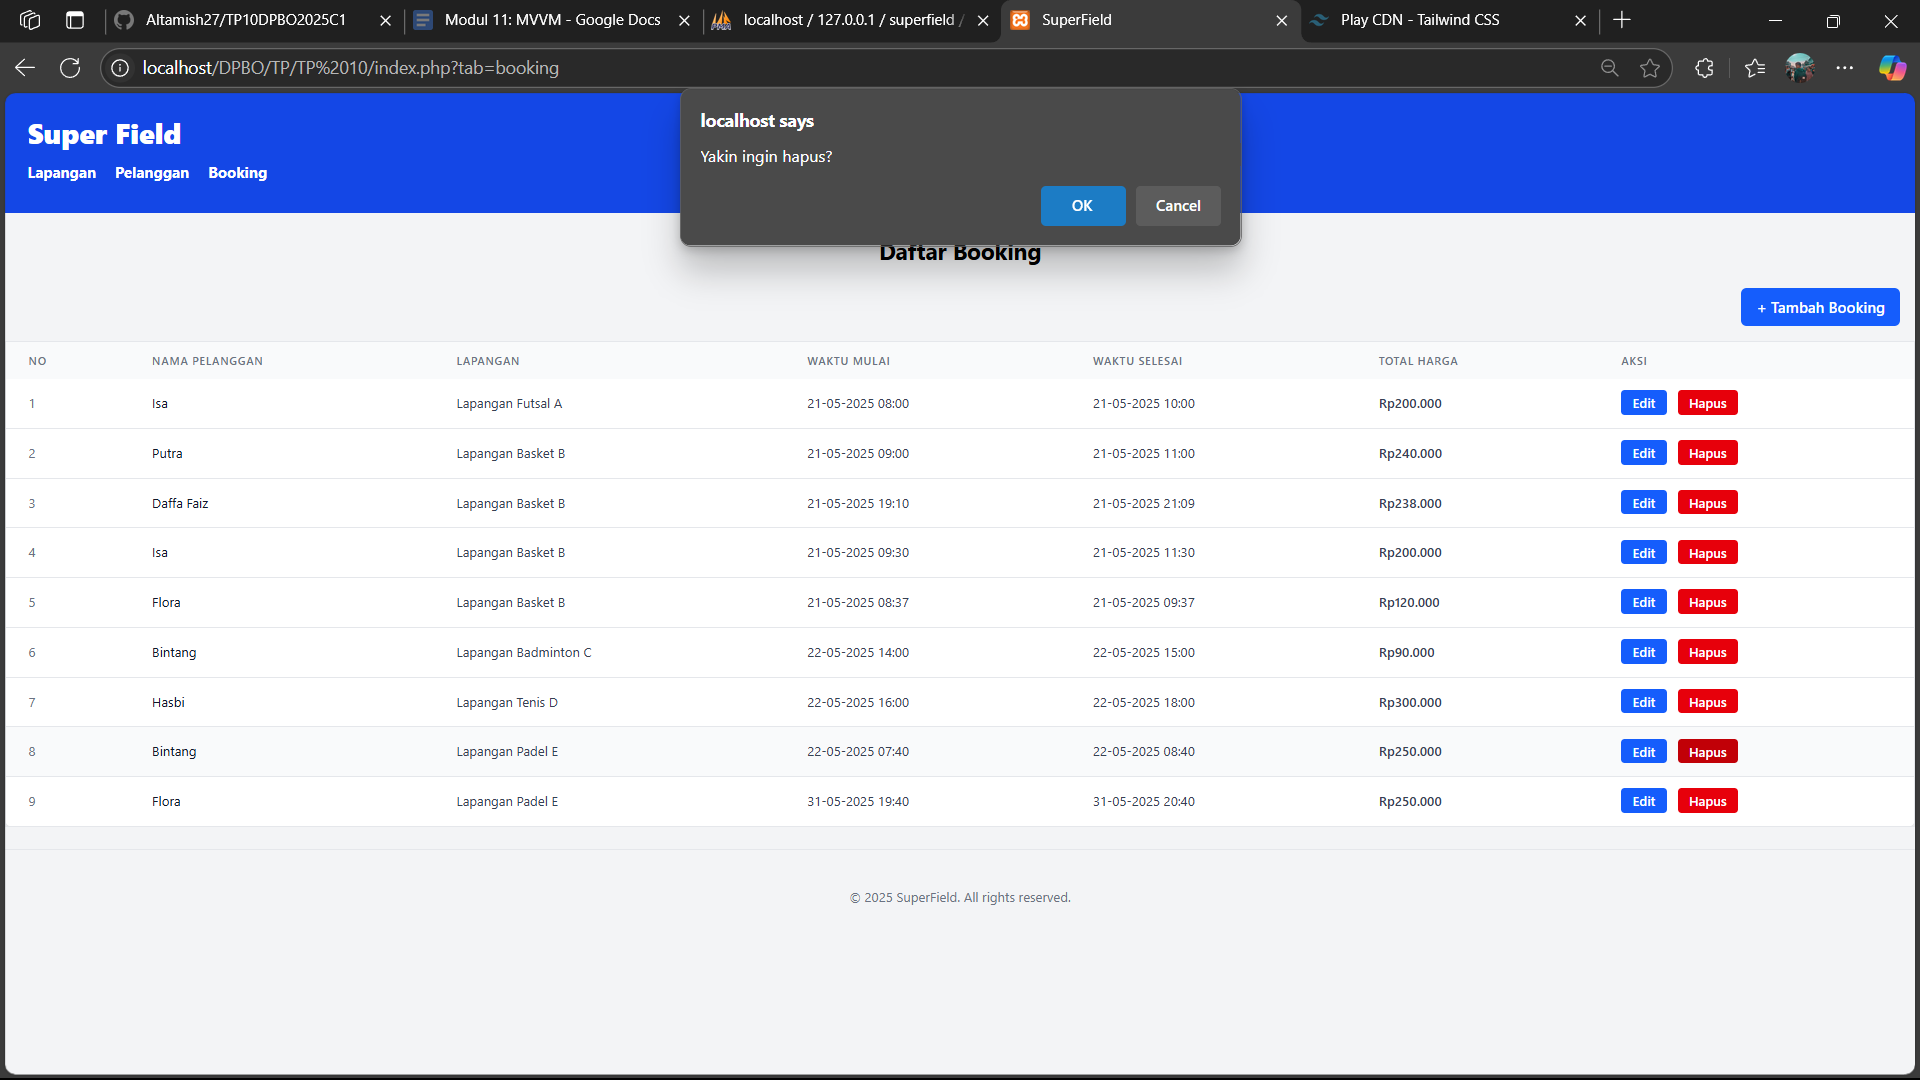 Altamish27/TP10DPBO2025C1
Modul 11: MVVM - Google Docs
localhost / 127.0.0.1 / superfield /
SuperField
Play CDN - Tailwind CSS
localhost/DPBO/TP/TP%2010/index.php?tab=booking
Super Field
Lapangan Pelanggan Booking
localhost says
Yakin ingin hapus?
OK Cancel
Daftar Booking
+ Tambah Booking
NO NAMA PELANGGAN LAPANGAN WAKTU MULAI WAKTU SELESAI TOTAL HARGA AKSI
1 Isa Lapangan Futsal A 21-05-2025 08:00 21-05-2025 10:00 Rp200.000 Edit Hapus
2 Putra Lapangan Basket B 21-05-2025 09:00 21-05-2025 11:00 Rp240.000 Edit Hapus
3 Daffa Faiz Lapangan Basket B 21-05-2025 19:10 21-05-2025 21:09 Rp238.000 Edit Hapus
4 Isa Lapangan Basket B 21-05-2025 09:30 21-05-2025 11:30 Rp200.000 Edit Hapus
5 Flora Lapangan Basket B 21-05-2025 08:37 21-05-2025 09:37 Rp120.000 Edit Hapus
6 Bintang Lapangan Badminton C 22-05-2025 14:00 22-05-2025 15:00 Rp90.000 Edit Hapus
7 Hasbi Lapangan Tenis D 22-05-2025 16:00 22-05-2025 18:00 Rp300.000 Edit Hapus
8 Bintang Lapangan Padel E 22-05-2025 07:40 22-05-2025 08:40 Rp250.000 Edit Hapus
9 Flora Lapangan Padel E 31-05-2025 19:40 31-05-2025 20:40 Rp250.000 Edit Hapus
© 2025 SuperField. All rights reserved.